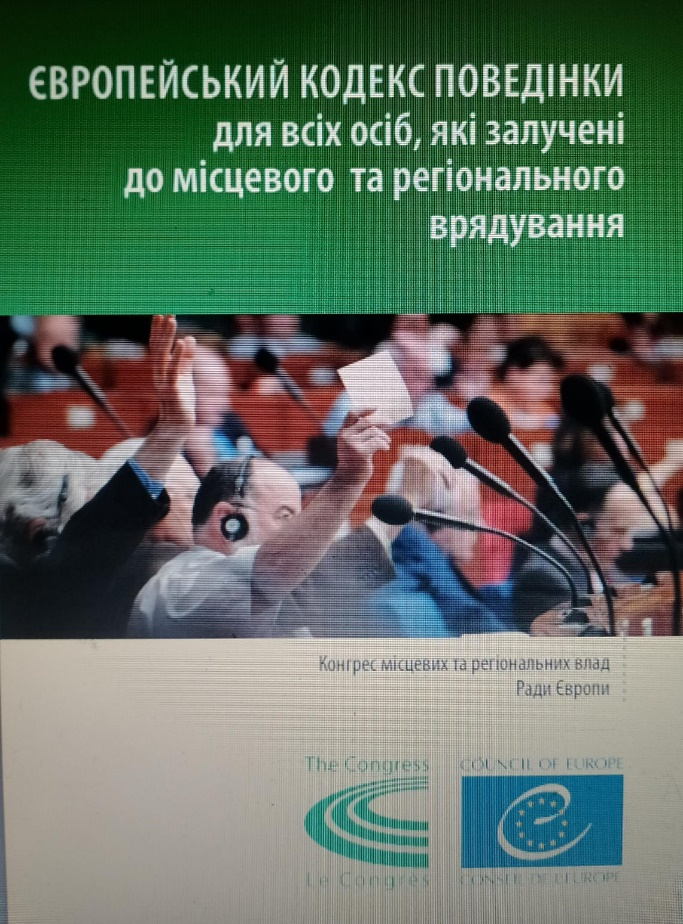 ЄВРОПЕЙСЬКИЙ КОДЕКС ПОВЕДІНКИ
для всіх осіб, які залучені
до місцевого та регіонального
врядування
Конгрес місцевих та регіональних влад
Ради Європи
The Congress
Le Congrès
COUNCIL OF EUROPE
CONSEIL DE L'EUROPE